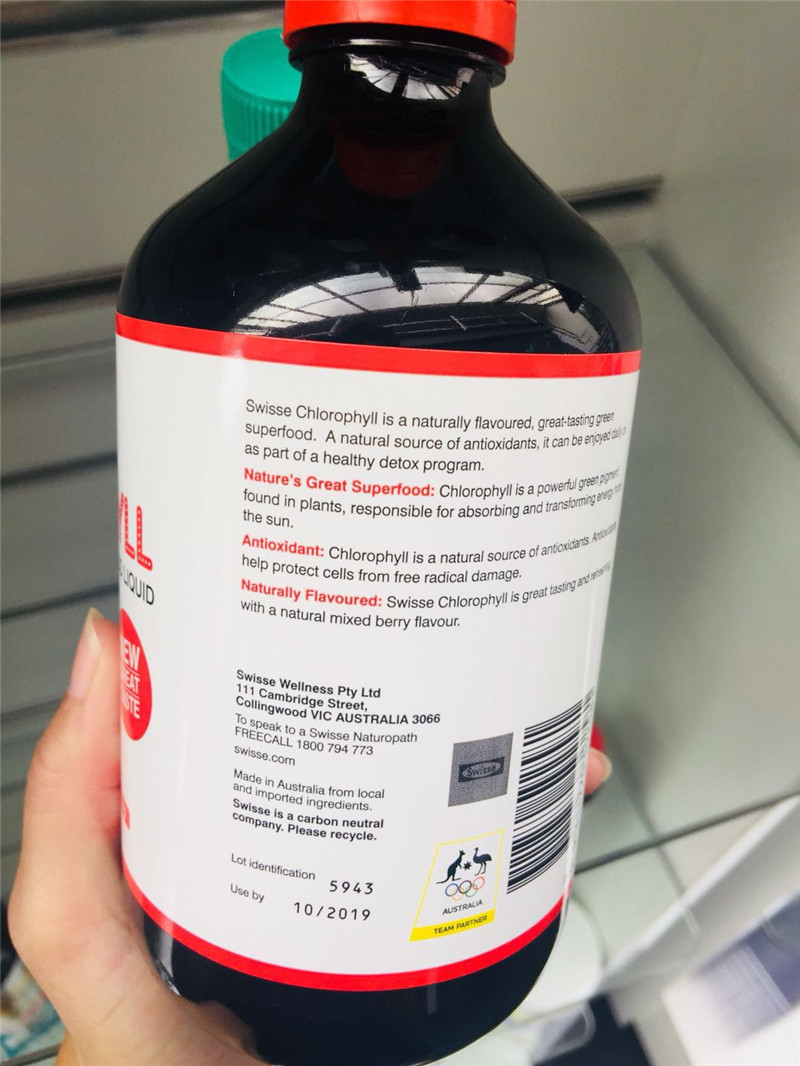 Swisse Chlorophyll is a naturally flavoured, great-tasting green
superfood. A natural source of antioxidants, it can be enjoyed daily
as part of a healthy detox program.
Nature's Great Superfood: Chlorophyll is a powerful green pigment
found in plants, responsible for absorbing and transforming energy from
the sun.
Antioxidant: Chlorophyll is a natural source of antioxidants.
help protect cells from free radical damage.
Naturally Flavoured: Swisse Chlorophyll is great tasting and
with a natural mixed berry flavour.
LIQUID
Swisse Wellness Pty Ltd
111 Cambridge Street,
Collingwood VIC AUSTRALIA 3066
To speak to a Swisse Naturopath
FREECALL 1800 794 773
swisse.com
Made in Australia from local
and imported ingredients.
Swisse is a carbon neutral
company. Please recycle.
Lot identification 5943
Use by 10/2019
Swisse
AUSTRALIA
TEAM PARTNER